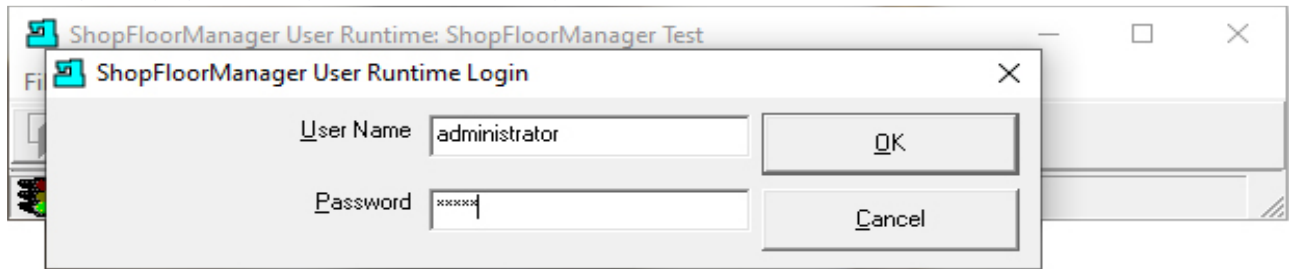 ShopFloorManager User Runtime: ShopFloorManager Test
ShopFloorManager User Runtime Login
User Name administrator OK
Password ***** Cancel